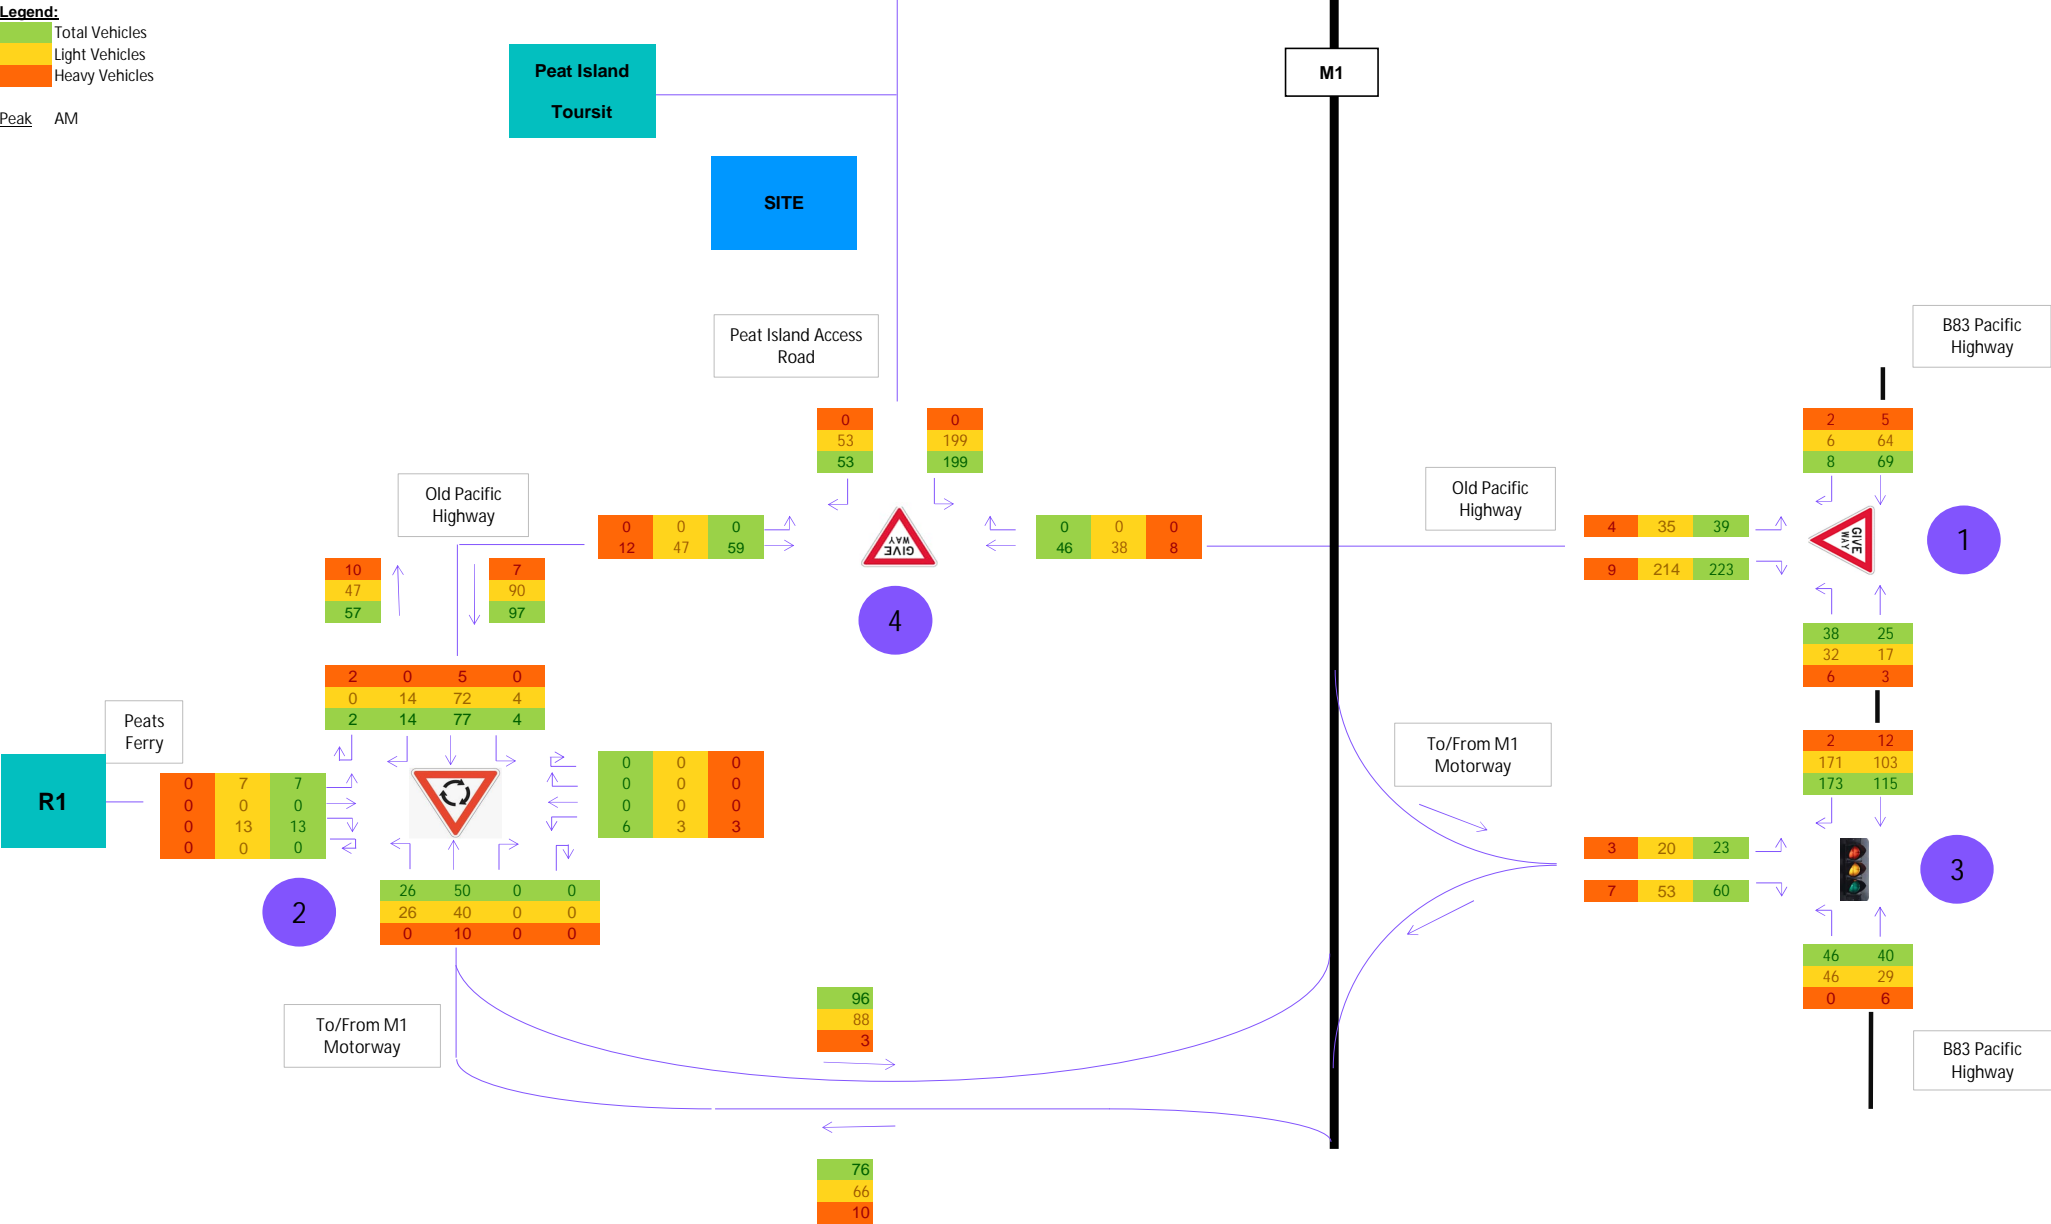 Legend:
Total Vehicles
Light Vehicles
Heavy Vehicles
Peak AM
Peat Island
Toursit
M1
SITE
Peat Island Access
Road
B83 Pacific
Highway
0 0
53 199
53 199
2 5
6 64
8 69
Old Pacific
Highway
Old Pacific
Highway
0 0 0
12 47 59
GIVE
WAY
0 0 0
46 38 8
4 35 39
9 214 223
GIVE
WAY
1
10
47
57
7
90
97
4
38 25
32 17
6 3
2 0 5 0
0 14 72 4
2 14 77 4
Peats
Ferry
R1
0 7 7
0 0 0
0 13 13
0 0 0
0 0 0
0 0 0
0 0 0
6 3 3
To/From M1
Motorway
2 12
171 103
173 115
3 20 23
7 53 60
3
2
26 50 0 0
26 40 0 0
0 10 0 0
46 40
46 29
0 6
To/From M1
Motorway
96
88
3
B83 Pacific
Highway
76
66
10